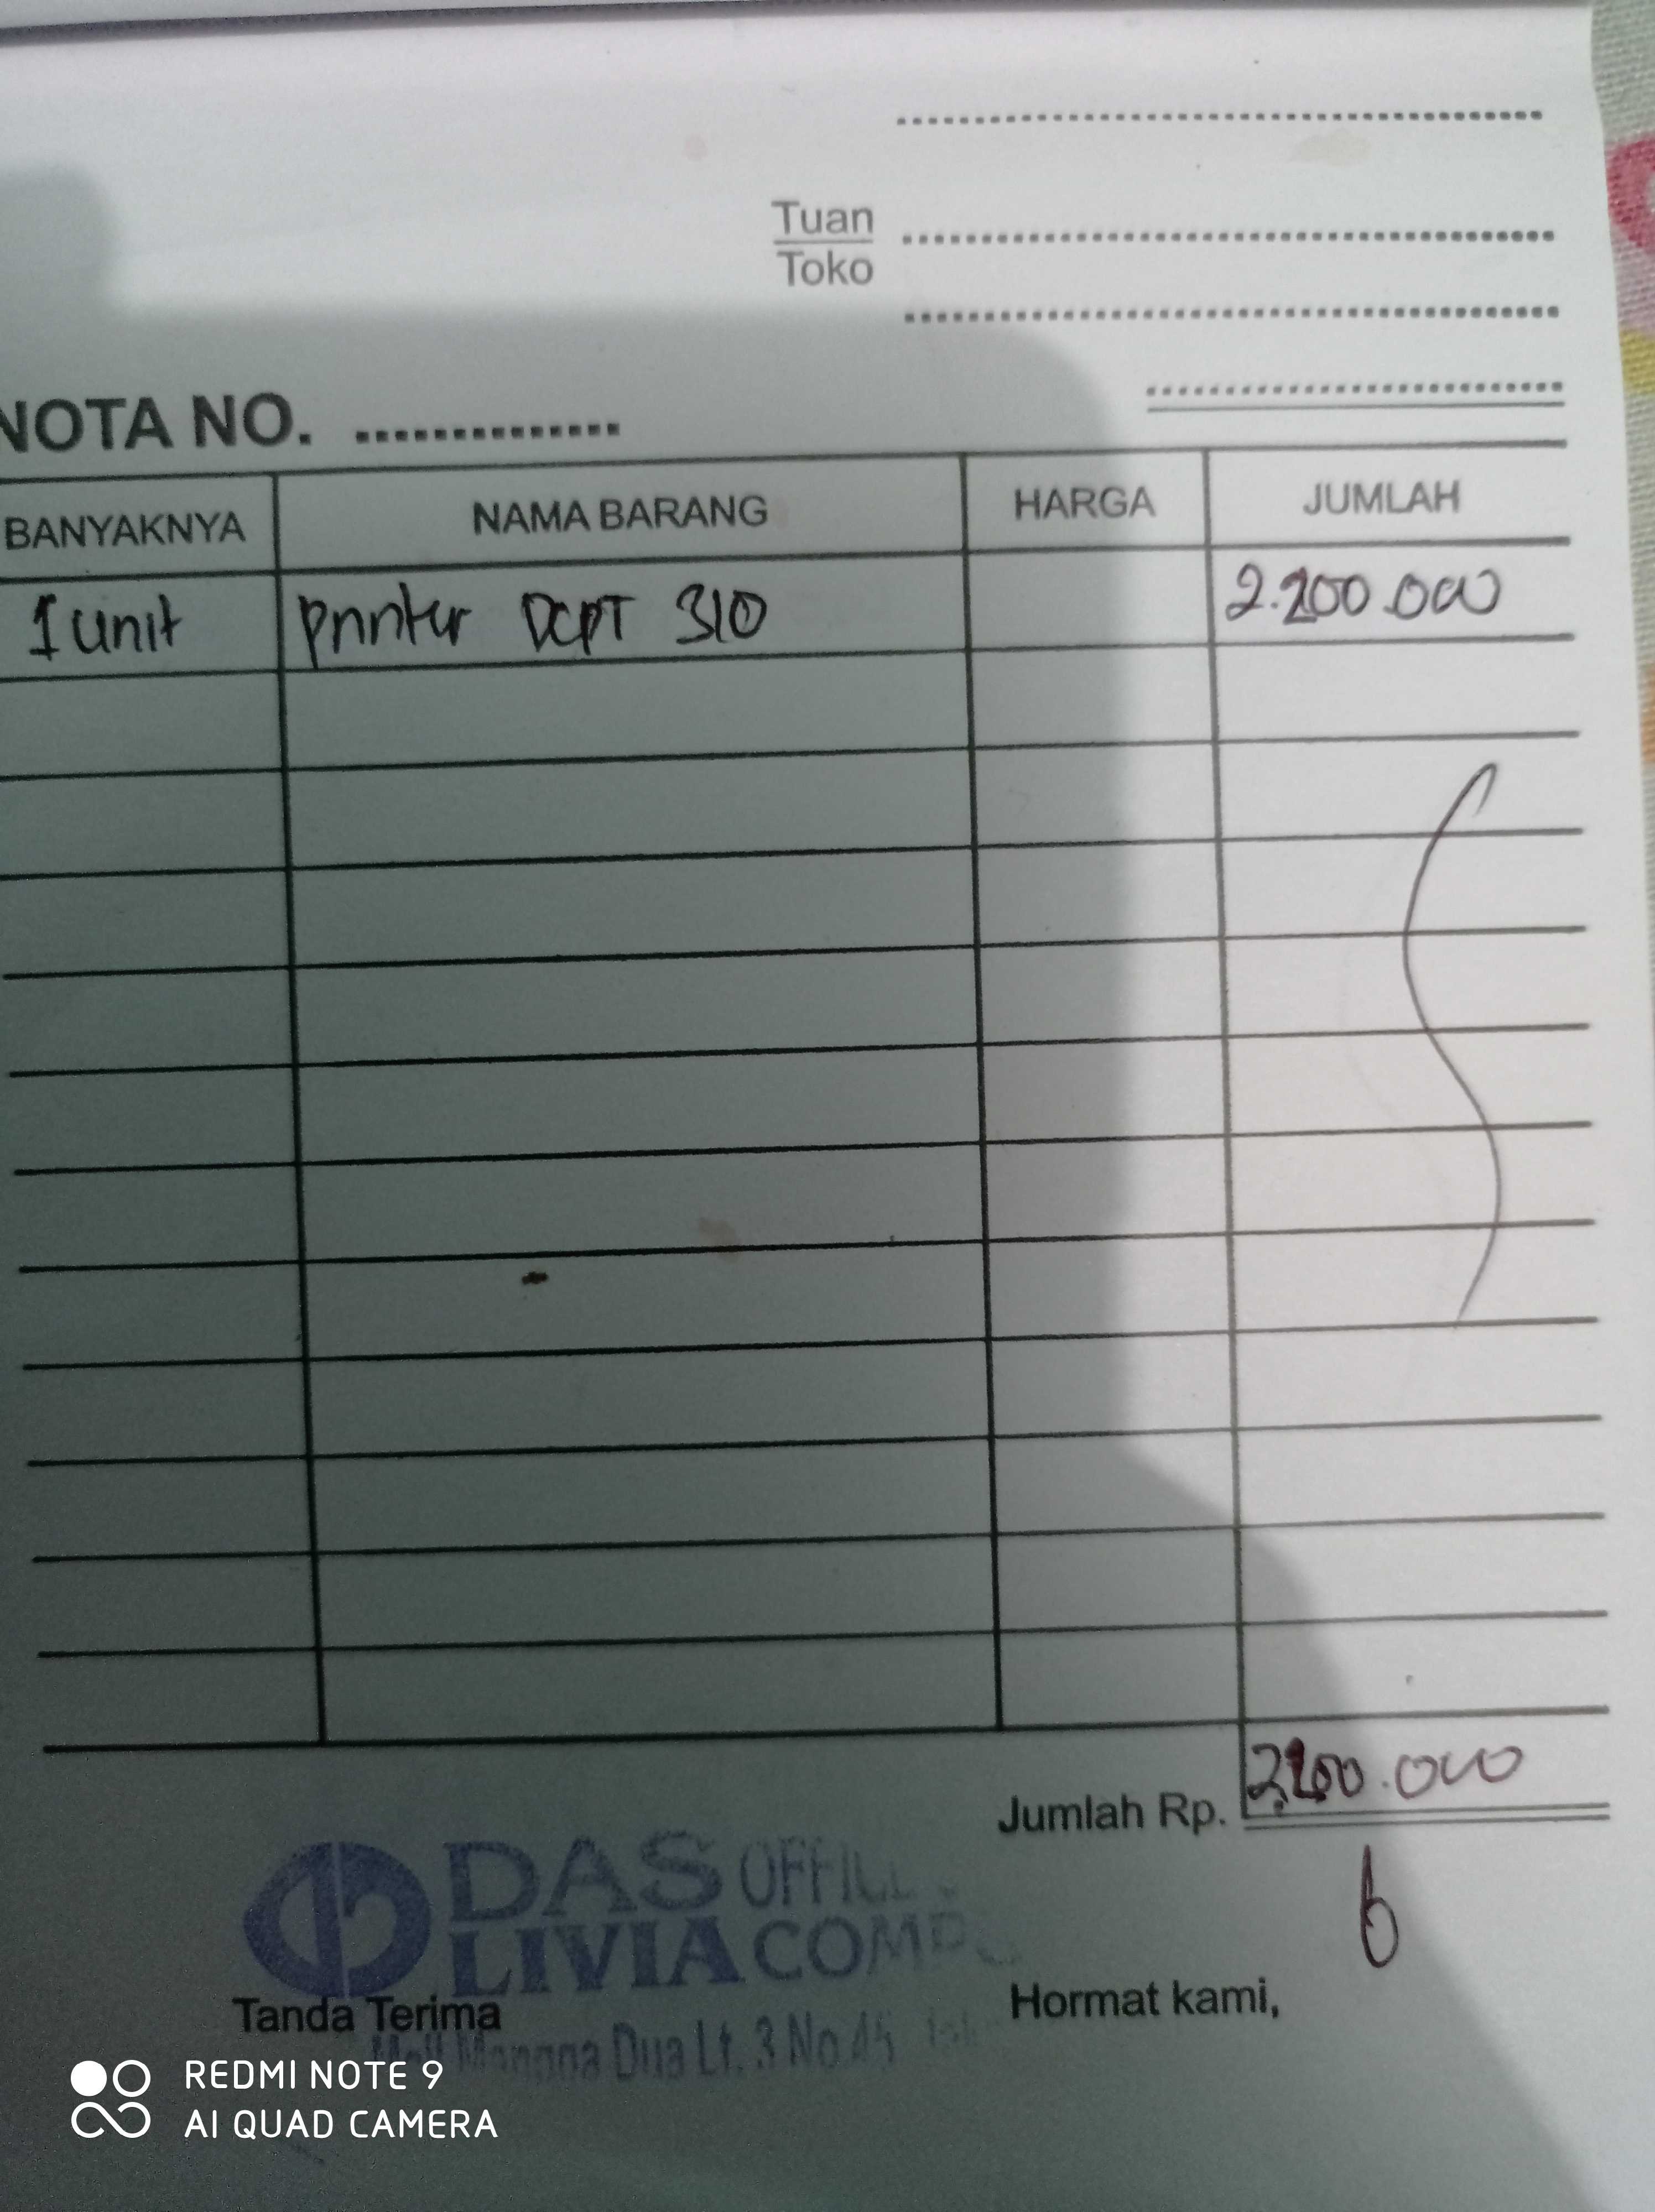 Tuan
Toko
NOTA NO.
BANYAKNYA NAMA BARANG HARGA JUMLAH
1 unit printer DCPT 310 2.200.000
Jumlah Rp. 2.200.000
DAS OFFICE
LIVIA COMP
Tanda Terima Hormat kami,
Mall Mangga Dua Lt. 3 No.45
REDMI NOTE 9
AI QUAD CAMERA